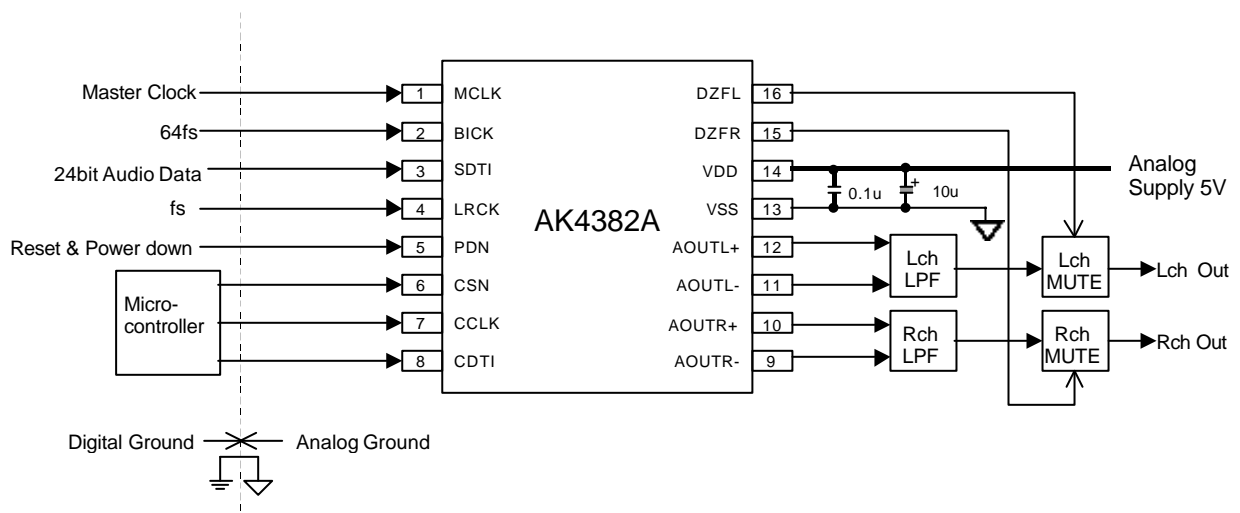 Master Clock
64fs
24bit Audio Data
fs
Reset & Power down
Micro-
controller
1
2
3
4
5
6
7
8
MCLK
BICK
SDTI
LRCK
PDN
CSN
CCLK
CDTI
AK4382A
DZFL
DZFR
VDD
VSS
AOUTL+
AOUTL-
AOUTR+
AOUTR-
16
15
14
13
12
11
10
9
0.1u
+
10u
Analog
Supply 5V
Lch
LPF
Lch
MUTE
Lch Out
Rch
LPF
Rch
MUTE
Rch Out
Digital Ground
Analog Ground